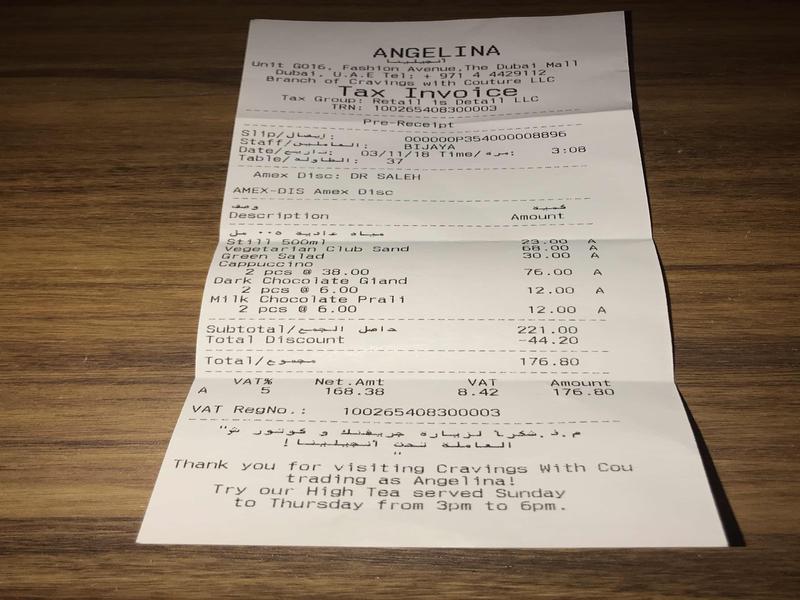 ANGELINA
أنجيلينا
Unit G016, Fashion Avenue,The Dubai Mall
Dubai, U.A.E Tel: + 971 4 4429112
Branch of Cravings with Couture LLC
Tax Invoice
Tax Group: Retail is Detail LLC
TRN: 100265408300003
Pre-Receipt
Slip/إيصال: 000000P354000008896
Staff/العاملين: BIJAYA
Date/تاريخ: 03/11/18 Time/مره: 3:08
Table/الطاولة: 37
Amex Disc: DR SALEH
AMEX-DIS Amex Disc
وصف كمية
Description Amount
مياه عادية ٥٠٠ مل
Still 500ml 23.00 A
Vegetarian Club Sand 68.00 A
Green Salad 30.00 A
Cappuccino
2 pcs @ 38.00 76.00 A
Dark Chocolate Giand
2 pcs @ 6.00 12.00 A
Milk Chocolate Prali
2 pcs @ 6.00 12.00 A
Subtotal/حاصل الجمع 221.00
Total Discount -44.20
Total/مجموع 176.80
VAT% Net.Amt VAT Amount
A 5 168.38 8.42 176.80
VAT RegNo.: 100265408300003
م.ذ.شكرا لزيارة جريفنك و كوتور ش"
العاملة تحت أنجيلينا!
"
Thank you for visiting Cravings With Cou
trading as Angelina!
Try our High Tea served Sunday
to Thursday from 3pm to 6pm.